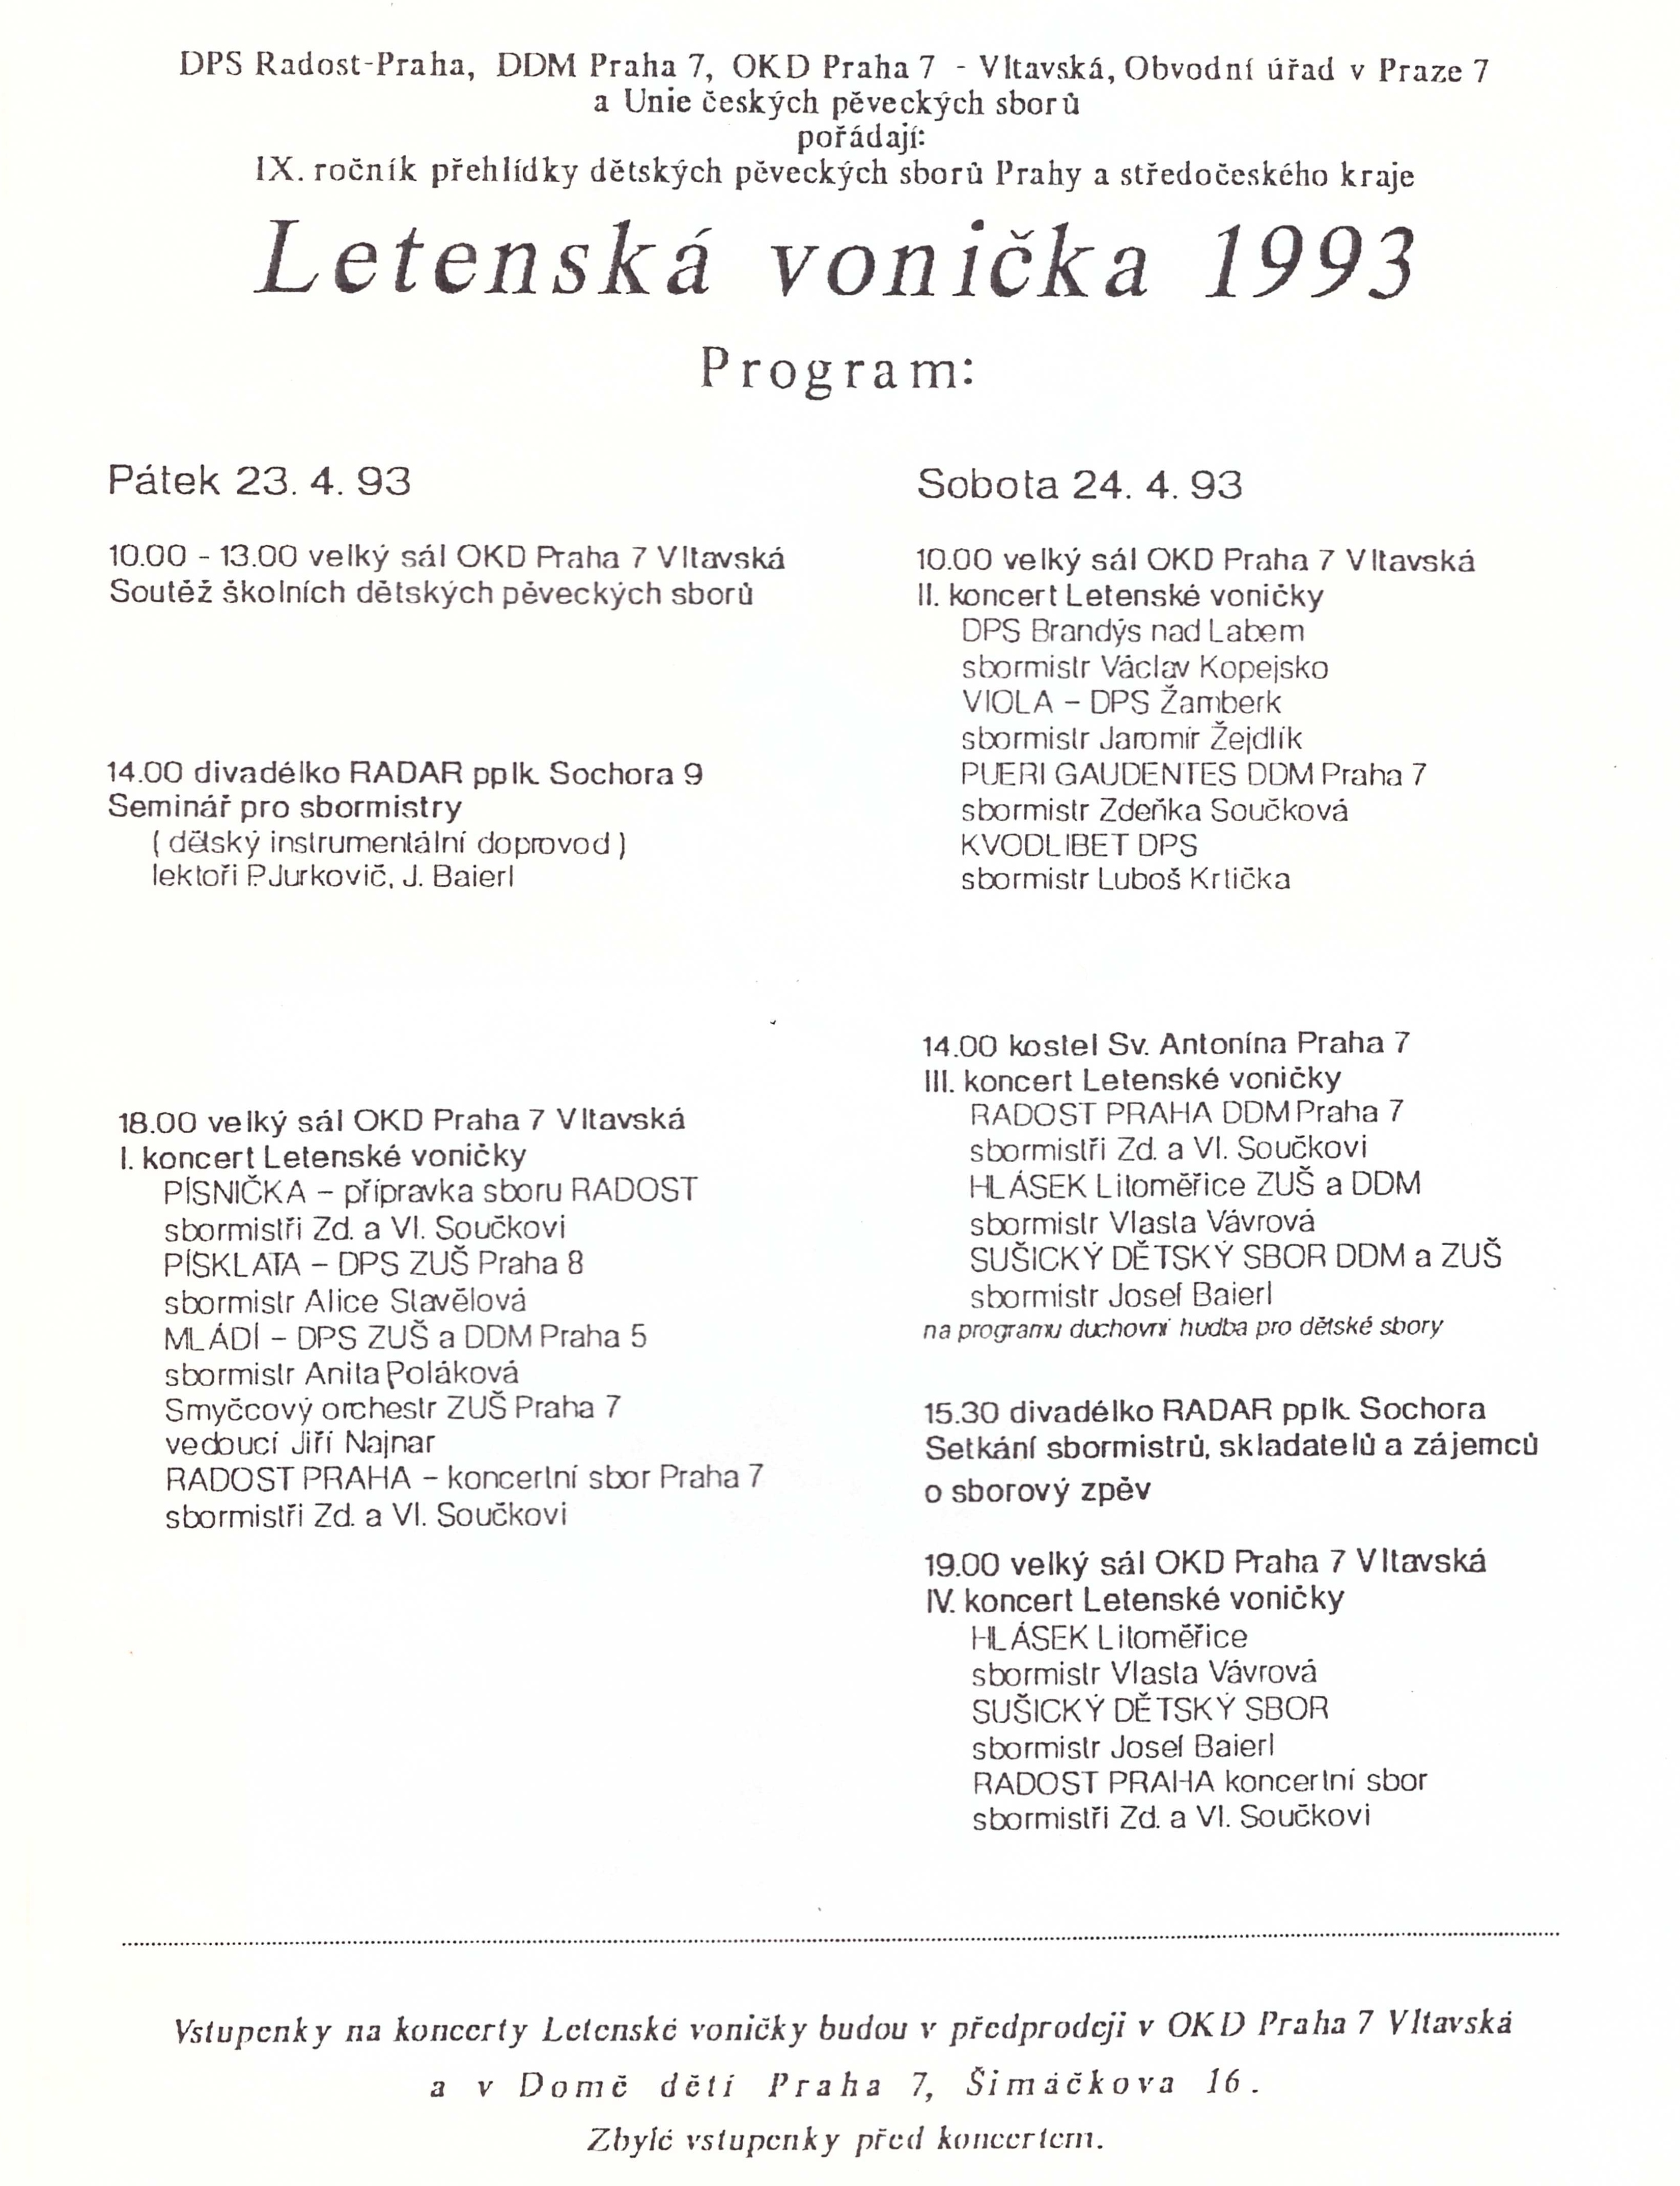 DPS Radost-Praha, DDM Praha 7, OKD Praha 7 - Vltavská, Obvodní úřad v Praze 7
a Unie českých pěveckých sborů
pořádají:
IX. ročník přehlídky dětských pěveckých sborů Prahy a středočeského kraje
Letenská vonička 1993
Program:
Pátek 23. 4. 93
10.00 - 13.00 velký sál OKD Praha 7 Vltavská
Soutěž školních dětských pěveckých sborů
14.00 divadélko RADAR pplk. Sochora 9
Seminář pro sbormistry
( dětský instrumentální doprovod )
lektoři P.Jurkovič, J. Baierl
18.00 velký sál OKD Praha 7 Vltavská
I. koncert Letenské voničky
PÍSNIČKA – přípravka sboru RADOST
sbormistři Zd. a Vl. Součkovi
PÍSKLATA – DPS ZUŠ Praha 8
sbormistr Alice Stavělová
MLÁDÍ – DPS ZUŠ a DDM Praha 5
sbormistr Anita Poláková
Smyčcový orchestr ZUŠ Praha 7
vedoucí Jiří Najnar
RADOST PRAHA – koncertní sbor Praha 7
sbormistři Zd. a Vl. Součkovi
Sobota 24. 4. 93
10.00 velký sál OKD Praha 7 Vltavská
II. koncert Letenské voničky
DPS Brandýs nad Labem
sbormistr Václav Kopejsko
VIOLA – DPS Žamberk
sbormistr Jaromír Žejdlík
PUERI GAUDENTES DDM Praha 7
sbormistr Zdeňka Součková
KVODLIBET DPS
sbormistr Luboš Krtička
14.00 kostel Sv. Antonína Praha 7
III. koncert Letenské voničky
RADOST PRAHA DDM Praha 7
sbormistři Zd. a Vl. Součkovi
HLÁSEK Litoměřice ZUŠ a DDM
sbormistr Vlasta Vávrová
SUŠICKÝ DĚTSKÝ SBOR DDM a ZUŠ
sbormistr Josef Baierl
na programu duchovní hudba pro dětské sbory
15.30 divadélko RADAR pplk. Sochora
Setkání sbormistrů, skladatelů a zájemců
o sborový zpěv
19.00 velký sál OKD Praha 7 Vltavská
IV. koncert Letenské voničky
HLÁSEK Litoměřice
sbormistr Vlasta Vávrová
SUŠICKÝ DĚTSKÝ SBOR
sbormistr Josef Baierl
RADOST PRAHA koncertní sbor
sbormistři Zd. a Vl. Součkovi
Vstupenky na koncerty Letenské voničky budou v předprodeji v OKD Praha 7 Vltavská
a v Domě dětí Praha 7, Šimáčkova 16.
Zbylé vstupenky před koncertem.